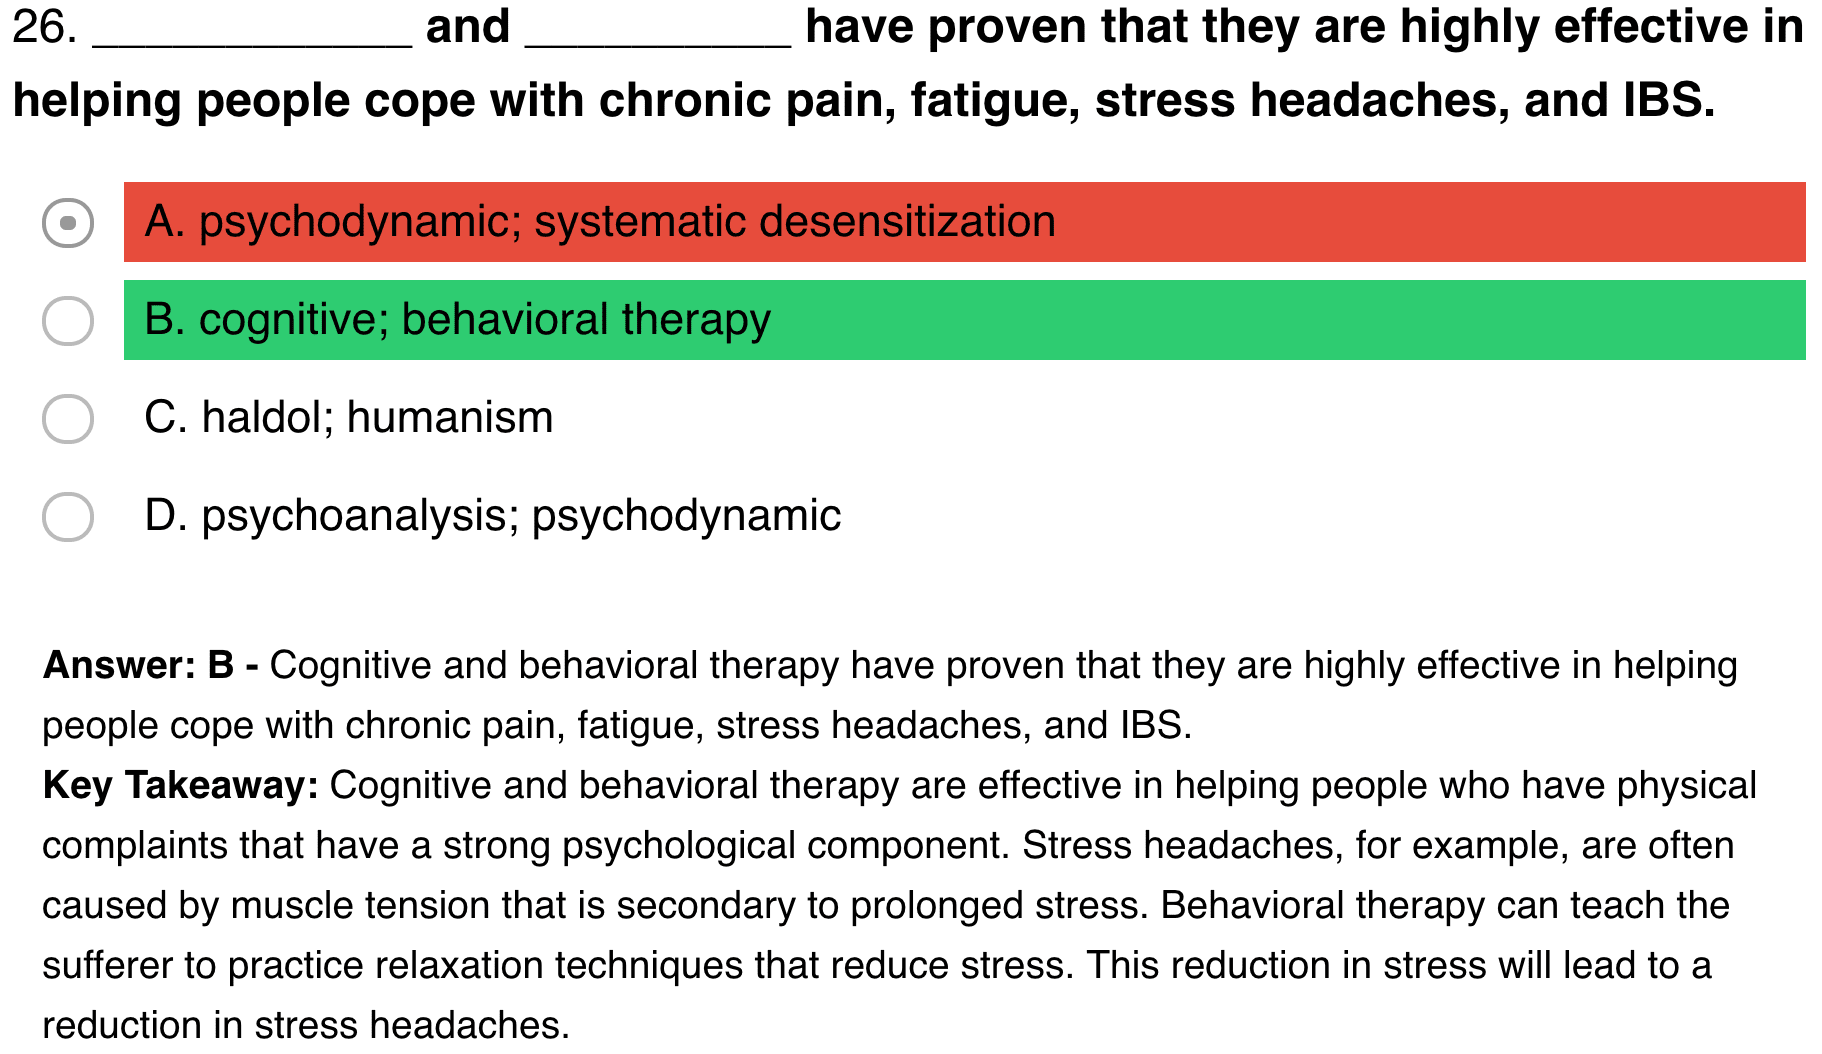 26. _____________ and ___________ have proven that they are highly effective in
helping people cope with chronic pain, fatigue, stress headaches, and IBS.
A. psychodynamic; systematic desensitization
B. cognitive; behavioral therapy
C. haldol; humanism
D. psychoanalysis; psychodynamic
Answer: B - Cognitive and behavioral therapy have proven that they are highly effective in helping
people cope with chronic pain, fatigue, stress headaches, and IBS.
Key Takeaway: Cognitive and behavioral therapy are effective in helping people who have physical
complaints that have a strong psychological component. Stress headaches, for example, are often
caused by muscle tension that is secondary to prolonged stress. Behavioral therapy can teach the
sufferer to practice relaxation techniques that reduce stress. This reduction in stress will lead to a
reduction in stress headaches.